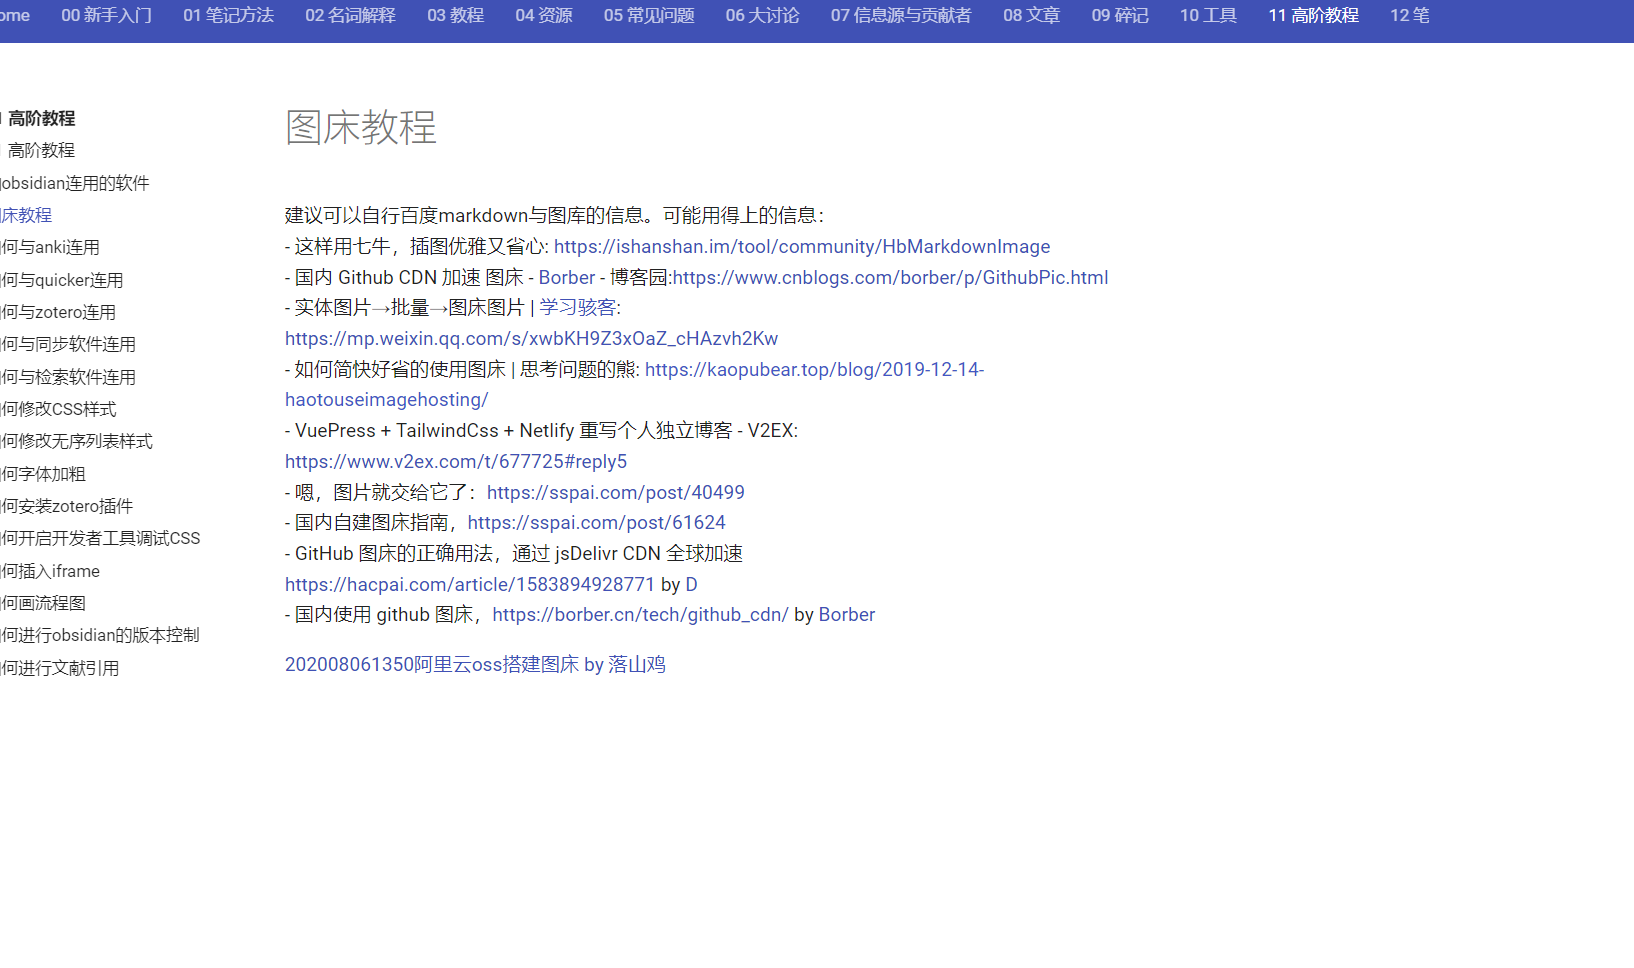 ome 00 新手入门 01 笔记方法 02 名词解释 03 教程 04 资源 05 常见问题 06 大讨论 07 信息源与贡献者 08 文章 09 碎记 10 工具 11 高阶教程 12 笔
高阶教程
高阶教程
obsidian连用的软件
床教程
何与anki连用
何与quicker连用
何与zotero连用
何与同步软件连用
何与检索软件连用
何修改CSS样式
何修改无序列表样式
何字体加粗
何安装zotero插件
何开启开发者工具调试CSS
何插入iframe
何画流程图
何进行obsidian的版本控制
何进行文献引用
图床教程
建议可以自行百度markdown与图库的信息。可能用得上的信息：
- 这样用七牛，插图优雅又省心: https://ishanshan.im/tool/community/HbMarkdownImage
- 国内 Github CDN 加速 图床 - Borber - 博客园:https://www.cnblogs.com/borber/p/GithubPic.html
- 实体图片→批量→图床图片 | 学习骇客:
https://mp.weixin.qq.com/s/xwbKH9Z3xOaZ_cHAzvh2Kw
- 如何简快好省的使用图床 | 思考问题的熊: https://kaopubear.top/blog/2019-12-14-
haotouseimagehosting/
- VuePress + TailwindCss + Netlify 重写个人独立博客 - V2EX:
https://www.v2ex.com/t/677725#reply5
- 嗯，图片就交给它了：https://sspai.com/post/40499
- 国内自建图床指南，https://sspai.com/post/61624
- GitHub 图床的正确用法，通过 jsDelivr CDN 全球加速
https://hacpai.com/article/1583894928771 by D
- 国内使用 github 图床，https://borber.cn/tech/github_cdn/ by Borber
202008061350阿里云oss搭建图床 by 落山鸡